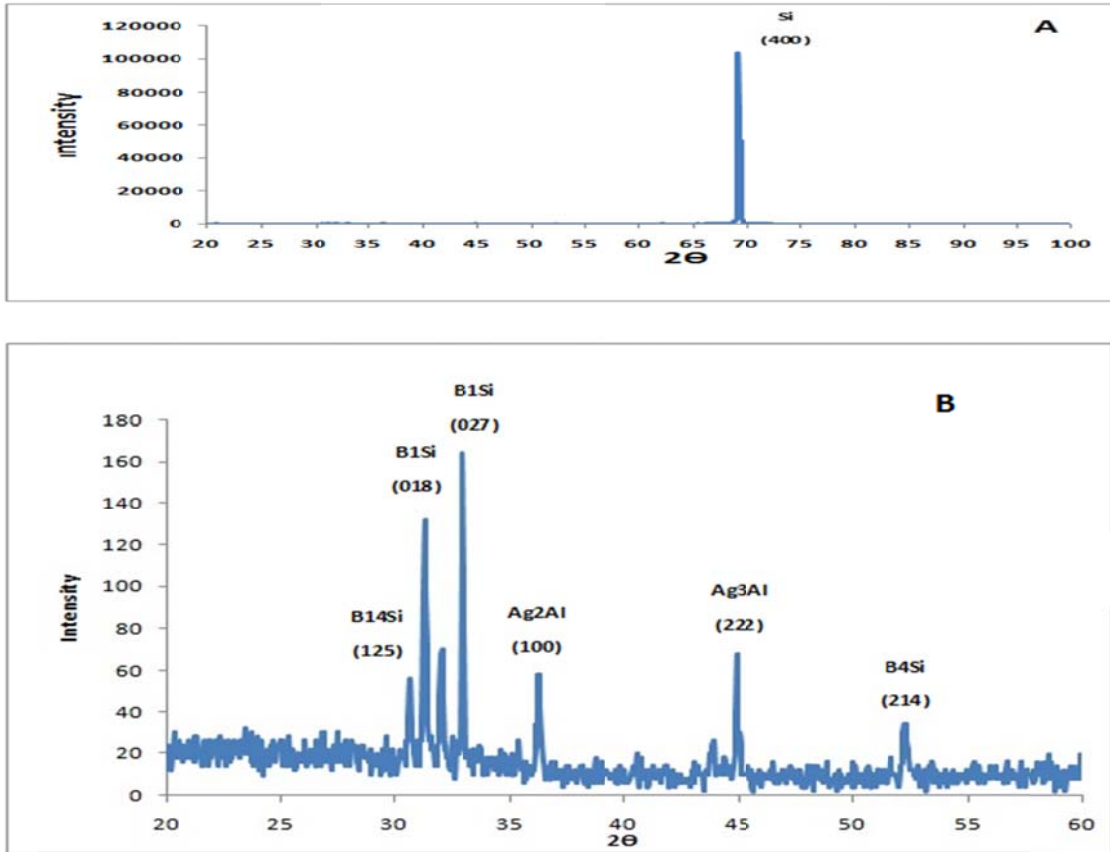 A
Si
(400)
Intensity
120000
100000
80000
60000
40000
20000
0
20 25 30 35 40 45 50 55 60 65 70 75 80 85 90 95 100
2Θ
B
B1Si
(027)
B1Si
(018)
B14Si
(125)
Ag2Al
(100)
Ag3Al
(222)
B4Si
(214)
Intensity
180
160
140
120
100
80
60
40
20
0
20 25 30 35 40 45 50 55 60
2Θ